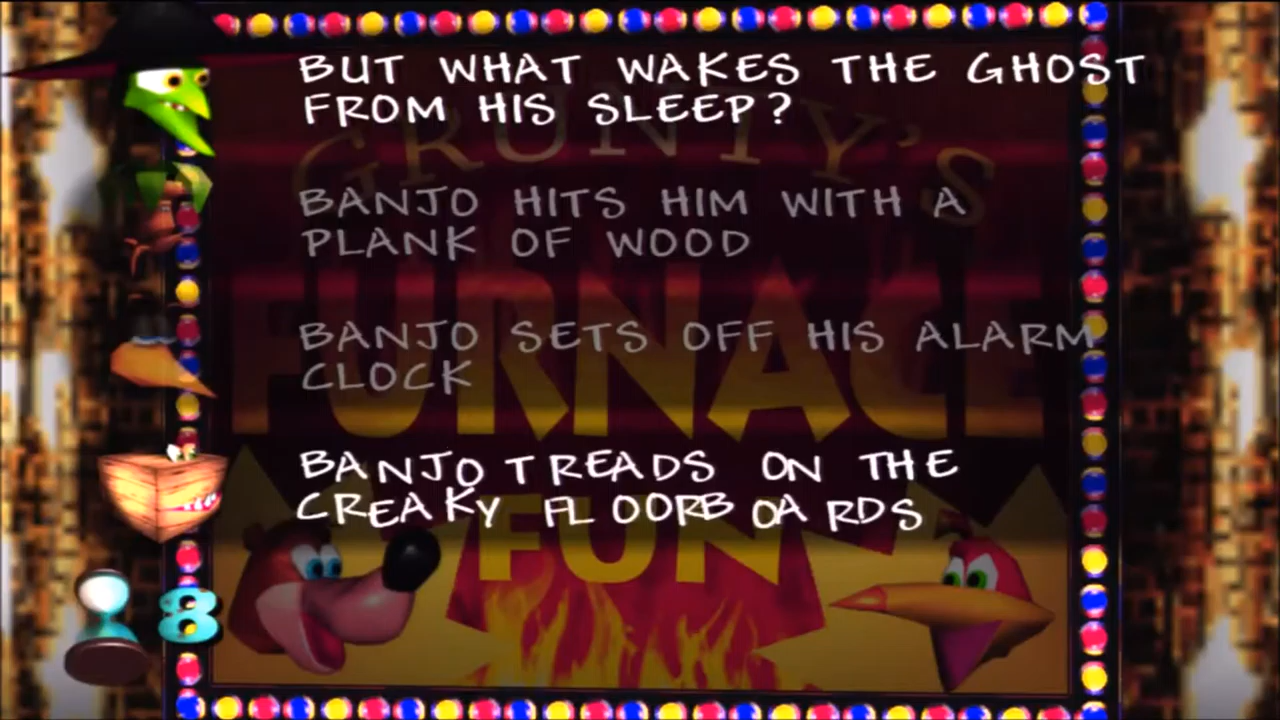 BUT WHAT WAKES THE GHOST
FROM HIS SLEEP?
GRUNTY'S
BANJO HITS HIM WITH A
PLANK OF WOOD
FURNACE
BANJO SETS OFF HIS ALARM
CLOCK
BANJO TREADS ON THE
CREAKY FLOORBOARDS
FUN
8